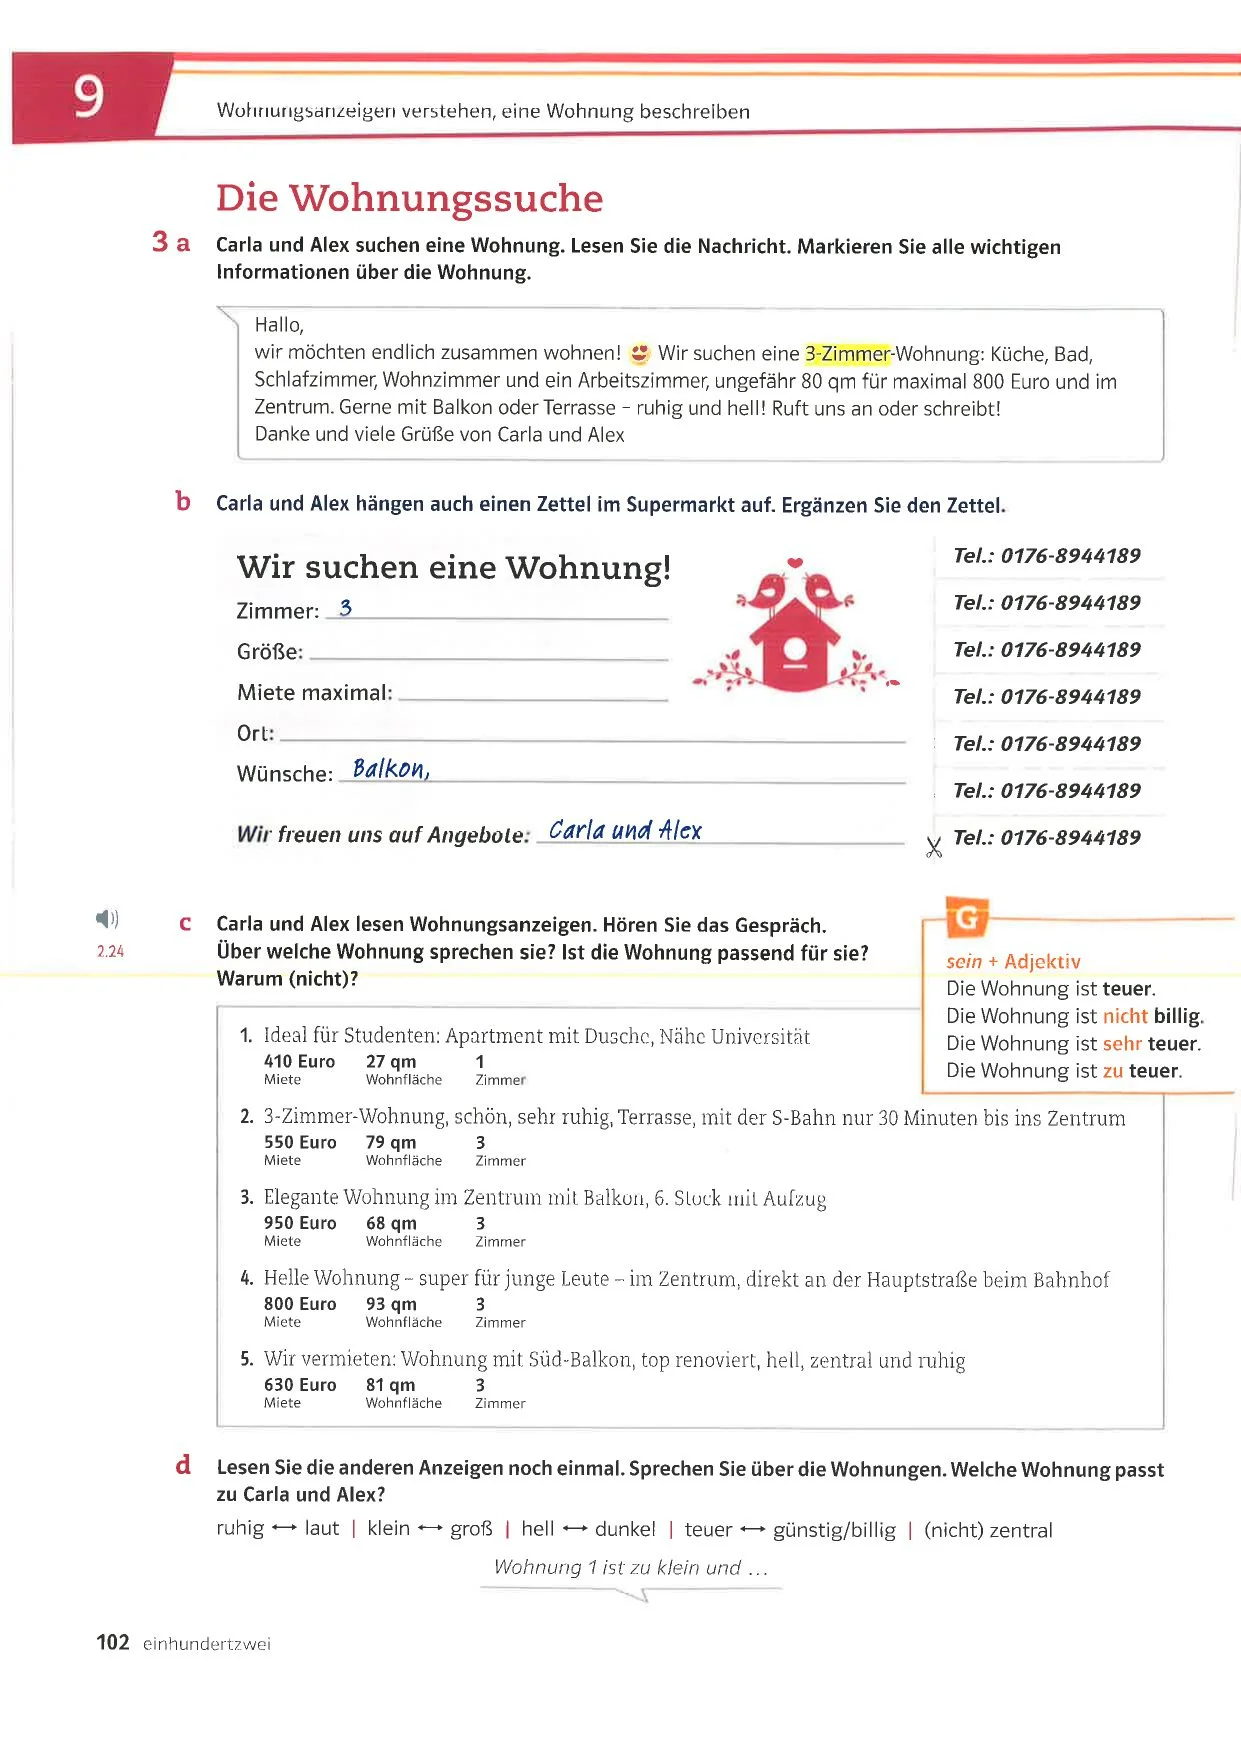 9
Wohnungsanzeigen verstehen, eine Wohnung beschreiben
Die Wohnungssuche
3 a Carla und Alex suchen eine Wohnung. Lesen Sie die Nachricht. Markieren Sie alle wichtigen
Informationen über die Wohnung.
Hallo,
wir möchten endlich zusammen wohnen! 😍 Wir suchen eine 3-Zimmer-Wohnung: Küche, Bad,
Schlafzimmer, Wohnzimmer und ein Arbeitszimmer, ungefähr 80 qm für maximal 800 Euro und im
Zentrum. Gerne mit Balkon oder Terrasse – ruhig und hell! Ruft uns an oder schreibt!
Danke und viele Grüße von Carla und Alex
b Carla und Alex hängen auch einen Zettel im Supermarkt auf. Ergänzen Sie den Zettel.
Wir suchen eine Wohnung!
Zimmer: 3
Größe:
Miete maximal:
Ort:
Wünsche: Balkon,
Wir freuen uns auf Angebote: Carla und Alex
Tel.: 0176-8944189
Tel.: 0176-8944189
Tel.: 0176-8944189
Tel.: 0176-8944189
Tel.: 0176-8944189
Tel.: 0176-8944189
Tel.: 0176-8944189
2.24
c Carla und Alex lesen Wohnungsanzeigen. Hören Sie das Gespräch.
Über welche Wohnung sprechen sie? Ist die Wohnung passend für sie?
Warum (nicht)?
G
sein + Adjektiv
Die Wohnung ist teuer.
Die Wohnung ist nicht billig.
Die Wohnung ist sehr teuer.
Die Wohnung ist zu teuer.
1. Ideal für Studenten: Apartment mit Dusche, Nähe Universität
410 Euro 27 qm 1
Miete Wohnfläche Zimmer
2. 3-Zimmer-Wohnung, schön, sehr ruhig, Terrasse, mit der S-Bahn nur 30 Minuten bis ins Zentrum
550 Euro 79 qm 3
Miete Wohnfläche Zimmer
3. Elegante Wohnung im Zentrum mit Balkon, 6. Stock mit Aufzug
950 Euro 68 qm 3
Miete Wohnfläche Zimmer
4. Helle Wohnung – super für junge Leute – im Zentrum, direkt an der Hauptstraße beim Bahnhof
800 Euro 93 qm 3
Miete Wohnfläche Zimmer
5. Wir vermieten: Wohnung mit Süd-Balkon, top renoviert, hell, zentral und ruhig
630 Euro 81 qm 3
Miete Wohnfläche Zimmer
d Lesen Sie die anderen Anzeigen noch einmal. Sprechen Sie über die Wohnungen. Welche Wohnung passt
zu Carla und Alex?
ruhig ↔ laut | klein ↔ groß | hell ↔ dunkel | teuer ↔ günstig/billig | (nicht) zentral
Wohnung 1 ist zu klein und ...
102 einhundertzwei